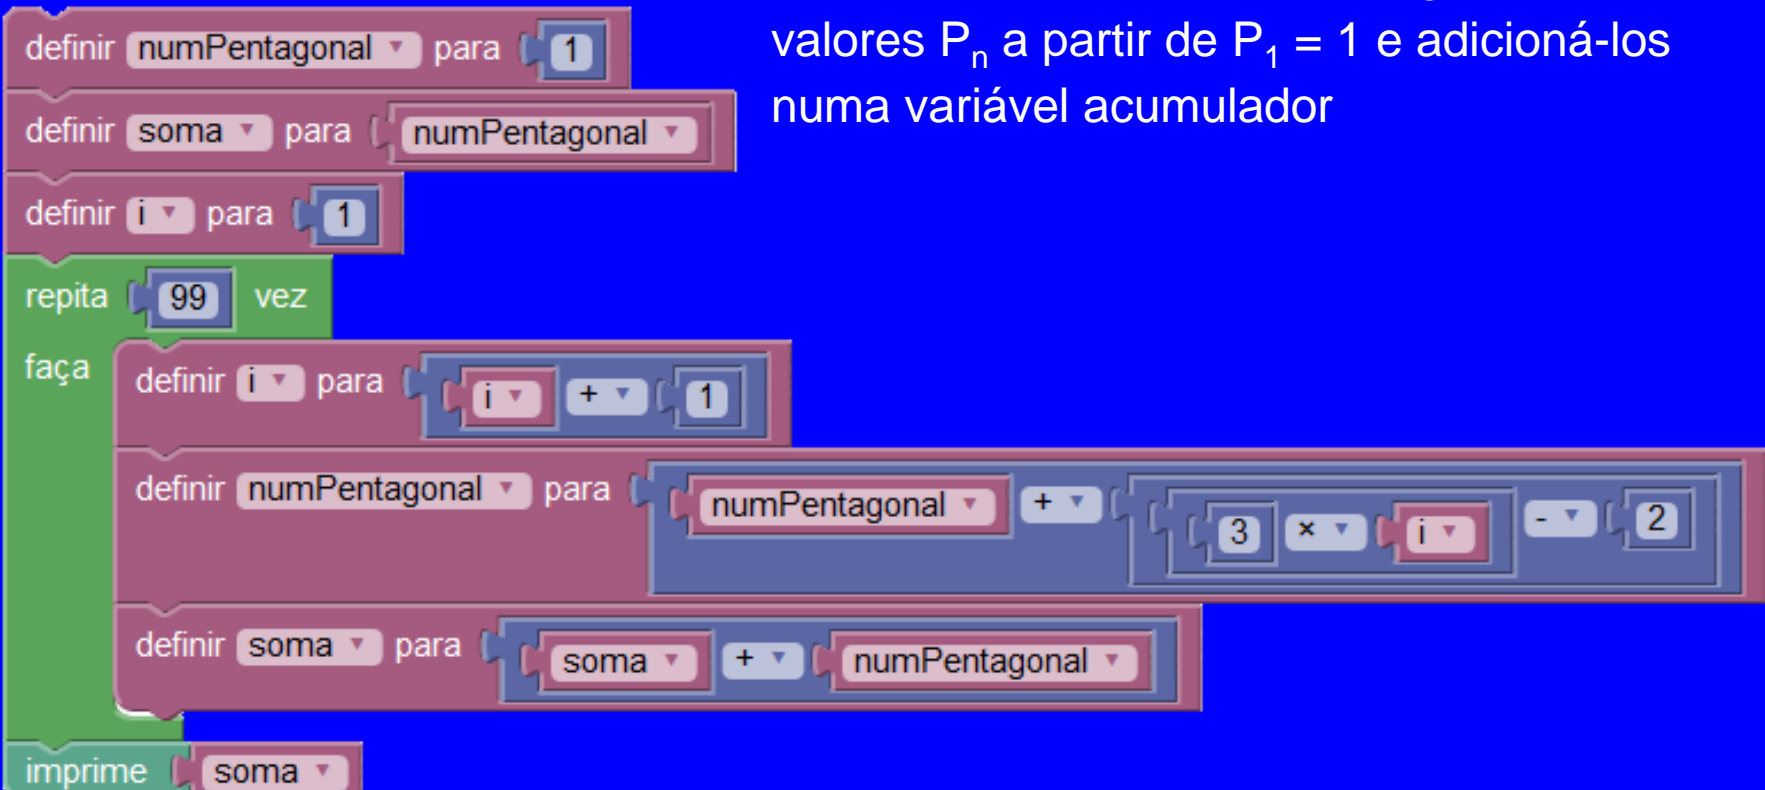 valores Pn a partir de P1 = 1 e adicioná-los
numa variável acumulador
definir numPentagonal para 1
definir soma para numPentagonal
definir i para 1
repita 99 vez
faça
definir i para i + 1
definir numPentagonal para numPentagonal + 3 × i - 2
definir soma para soma + numPentagonal
imprime soma